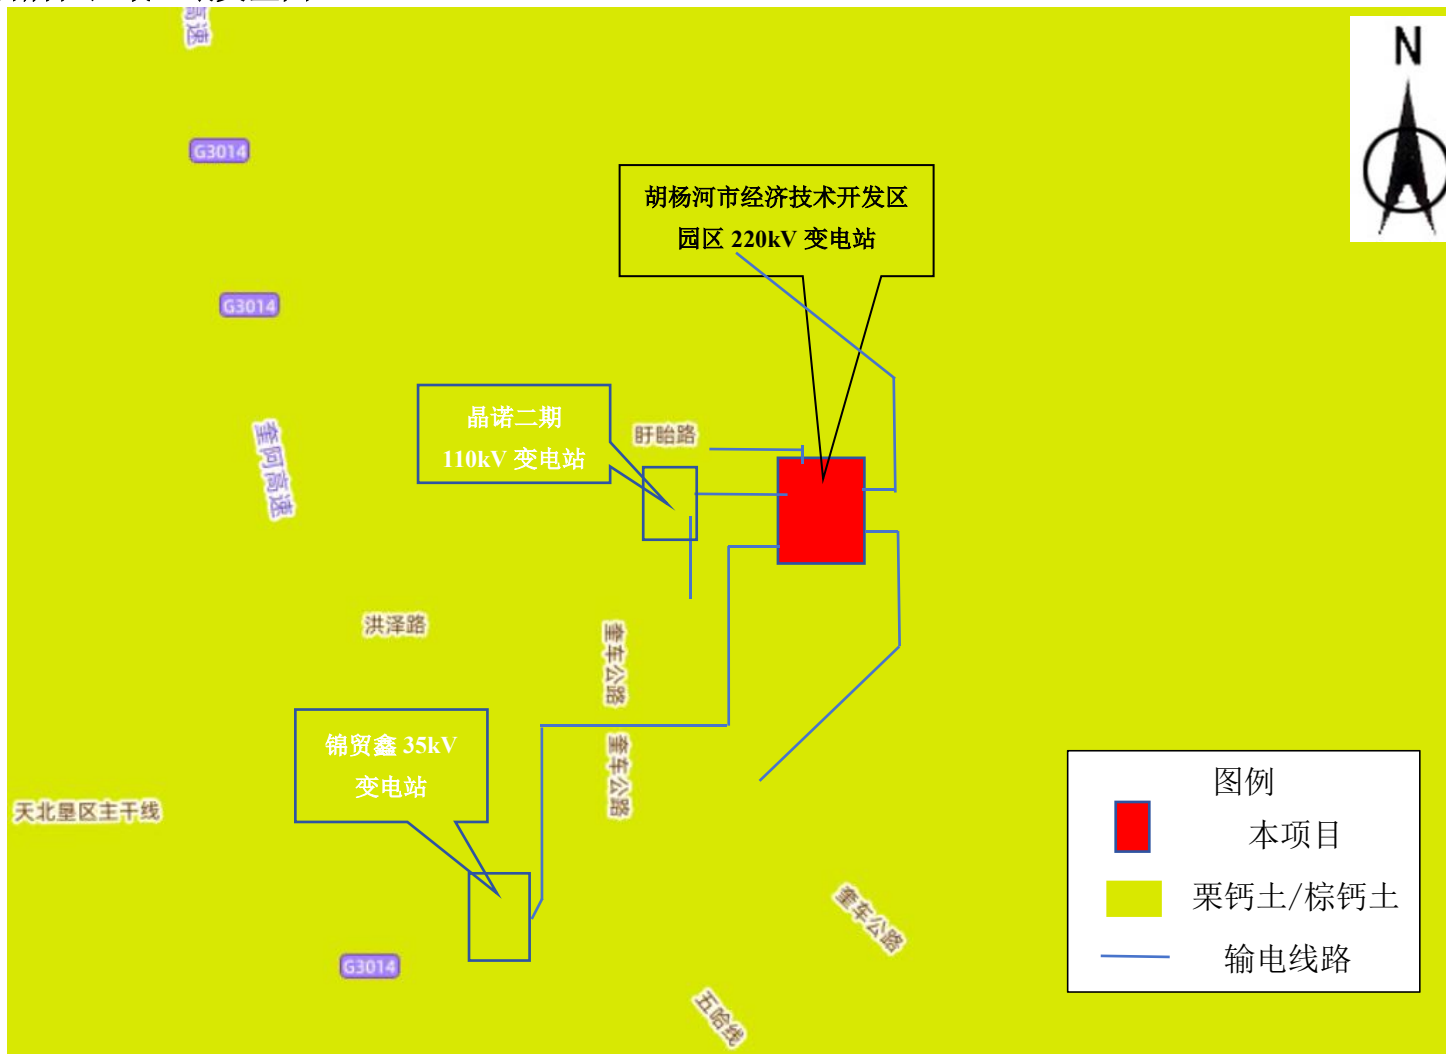 高速
N
G3014
胡杨河市经济技术开发区
园区 220kV 变电站
G3014
晶诺二期
110kV 变电站
盱眙路
奎阿高速
洪泽路
奎车公路
锦贸鑫 35kV
变电站
奎车公路
天北垦区主干线
图例
本项目
栗钙土/棕钙土
输电线路
奎车公路
G3014
五哈线